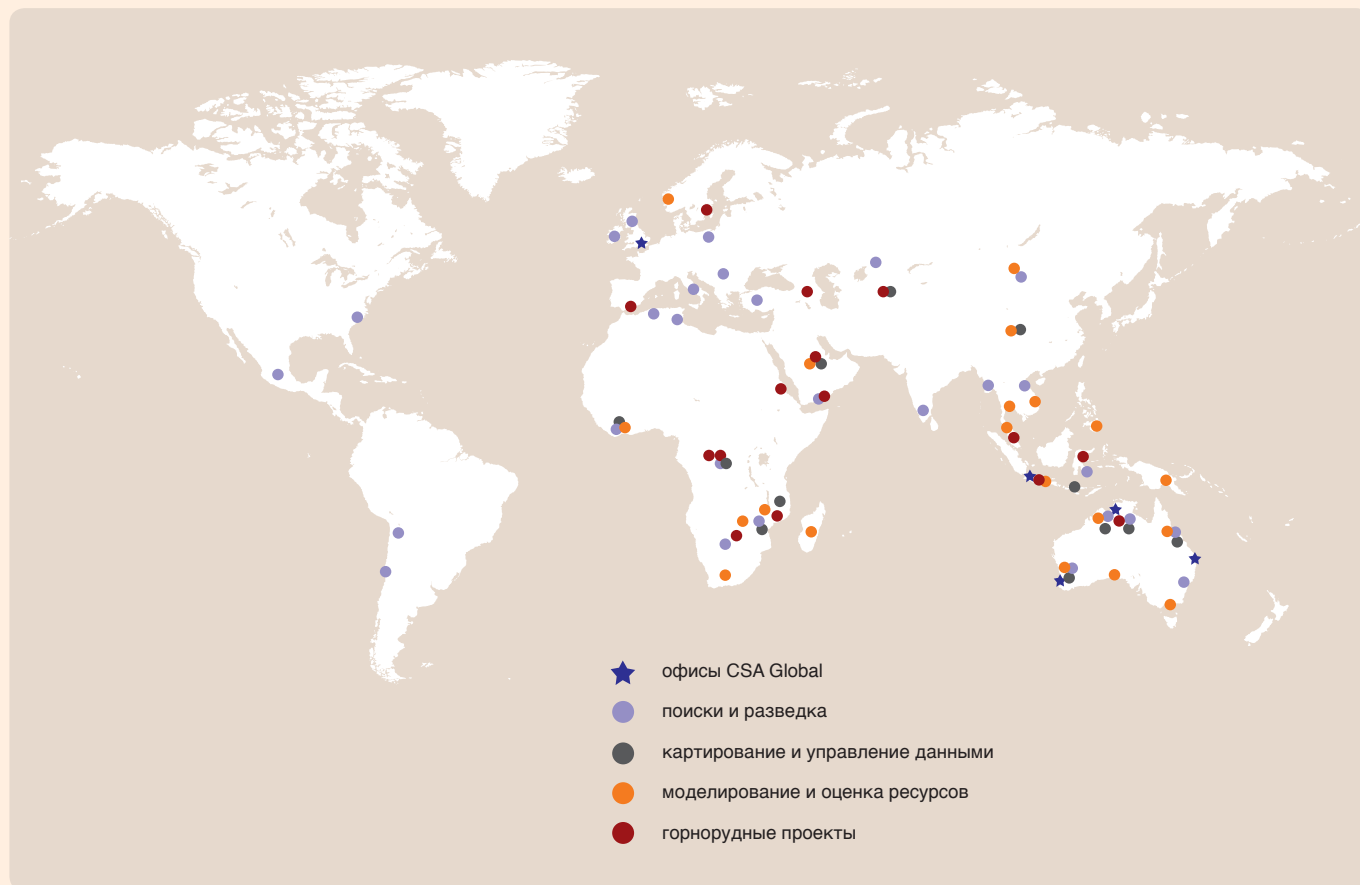 офисы CSA Global
поиски и разведка
картирование и управление данными
моделирование и оценка ресурсов
горнорудные проекты